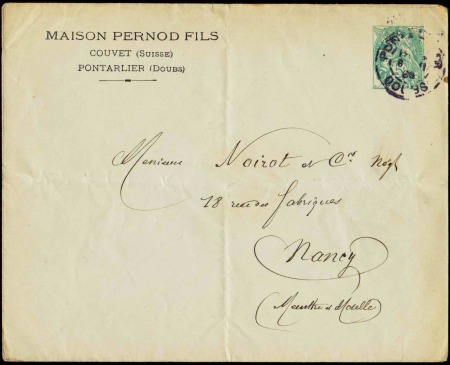 MAISON PERNOD FILS
COUVET (SUISSE)
PONTARLIER (DOUBS)
Monsieur Noirot et Cie Négt
18 rue des fabriques
Nancy
Meurthe et Moselle